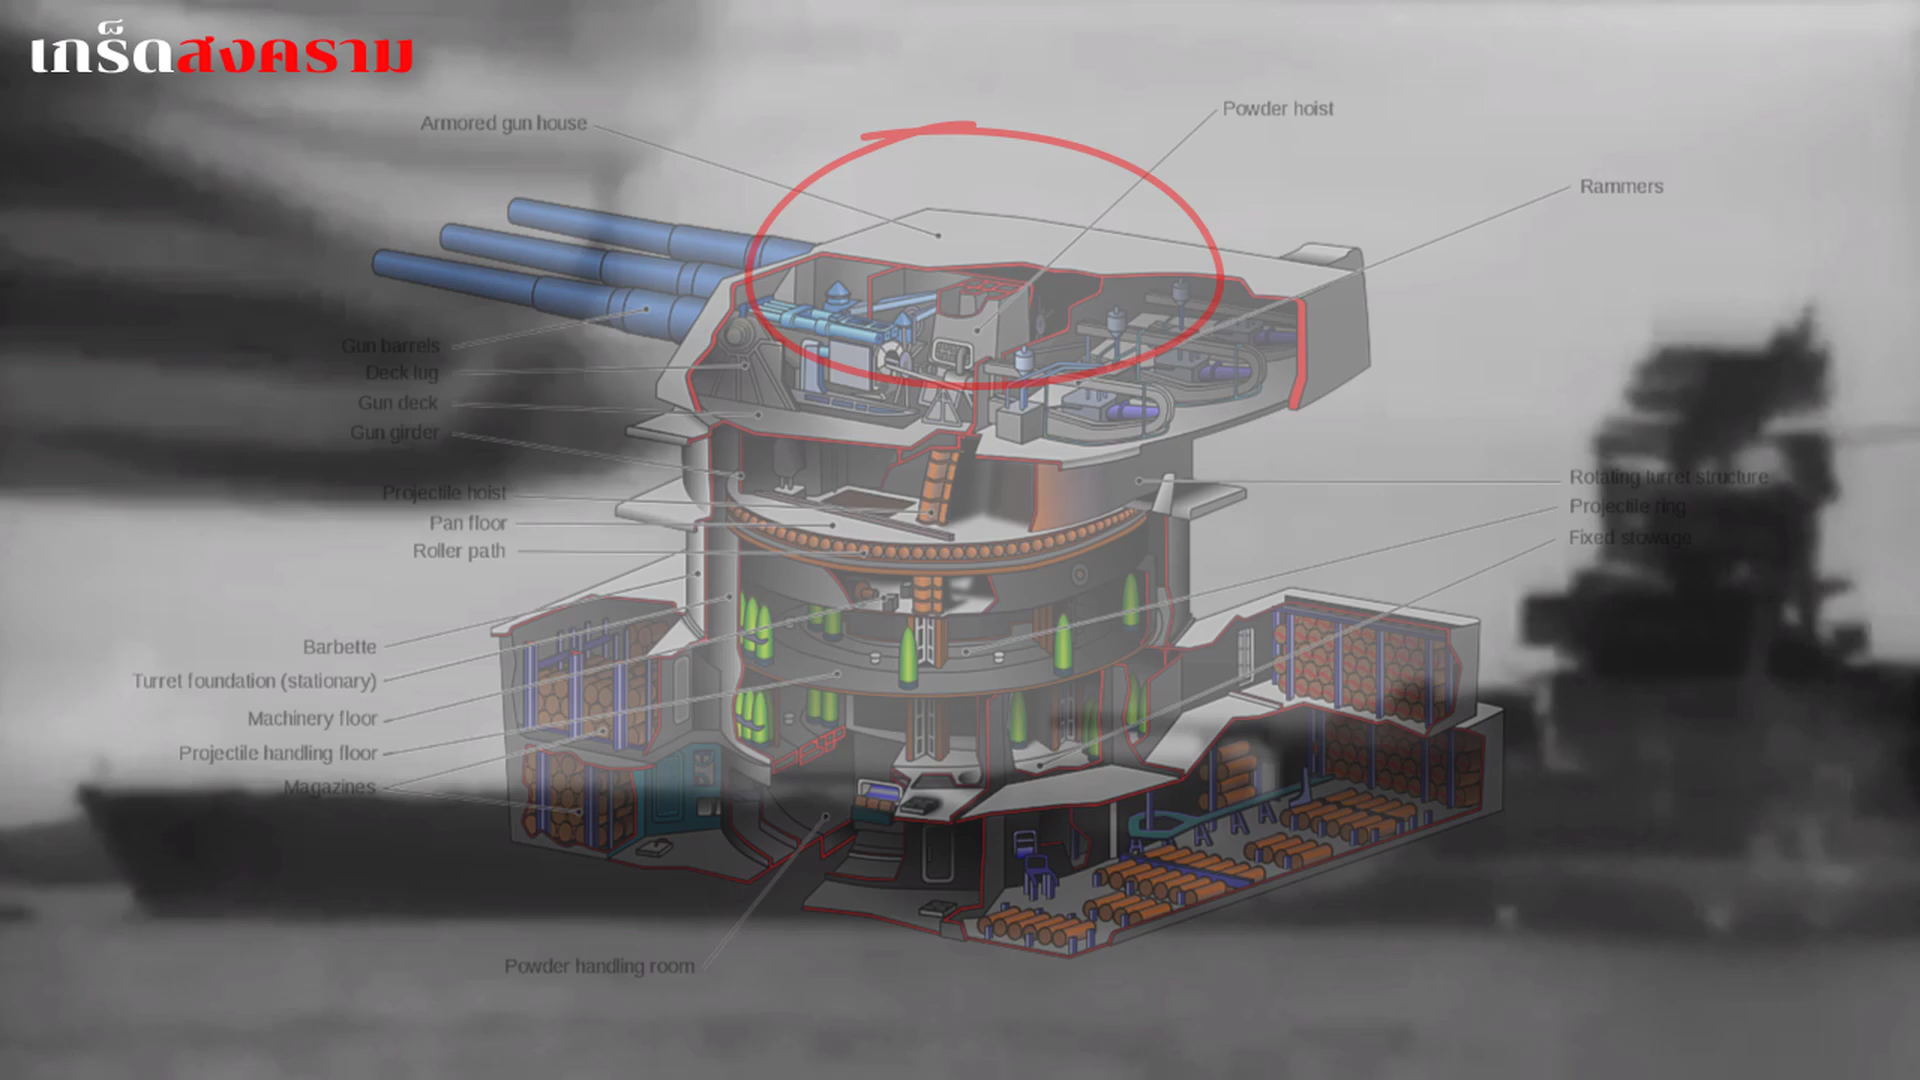 เกร็ดสงคราม
Powder hoist
Armored gun house
Rammers
Gun barrels
Deck lug
Gun deck
Gun girder
Projectile hoist
Pan floor
Roller path
Rotating turret structure
Projectile ring
Fixed stowage
Barbette
Turret foundation (stationary)
Machinery floor
Projectile handling floor
Magazines
Powder handling room